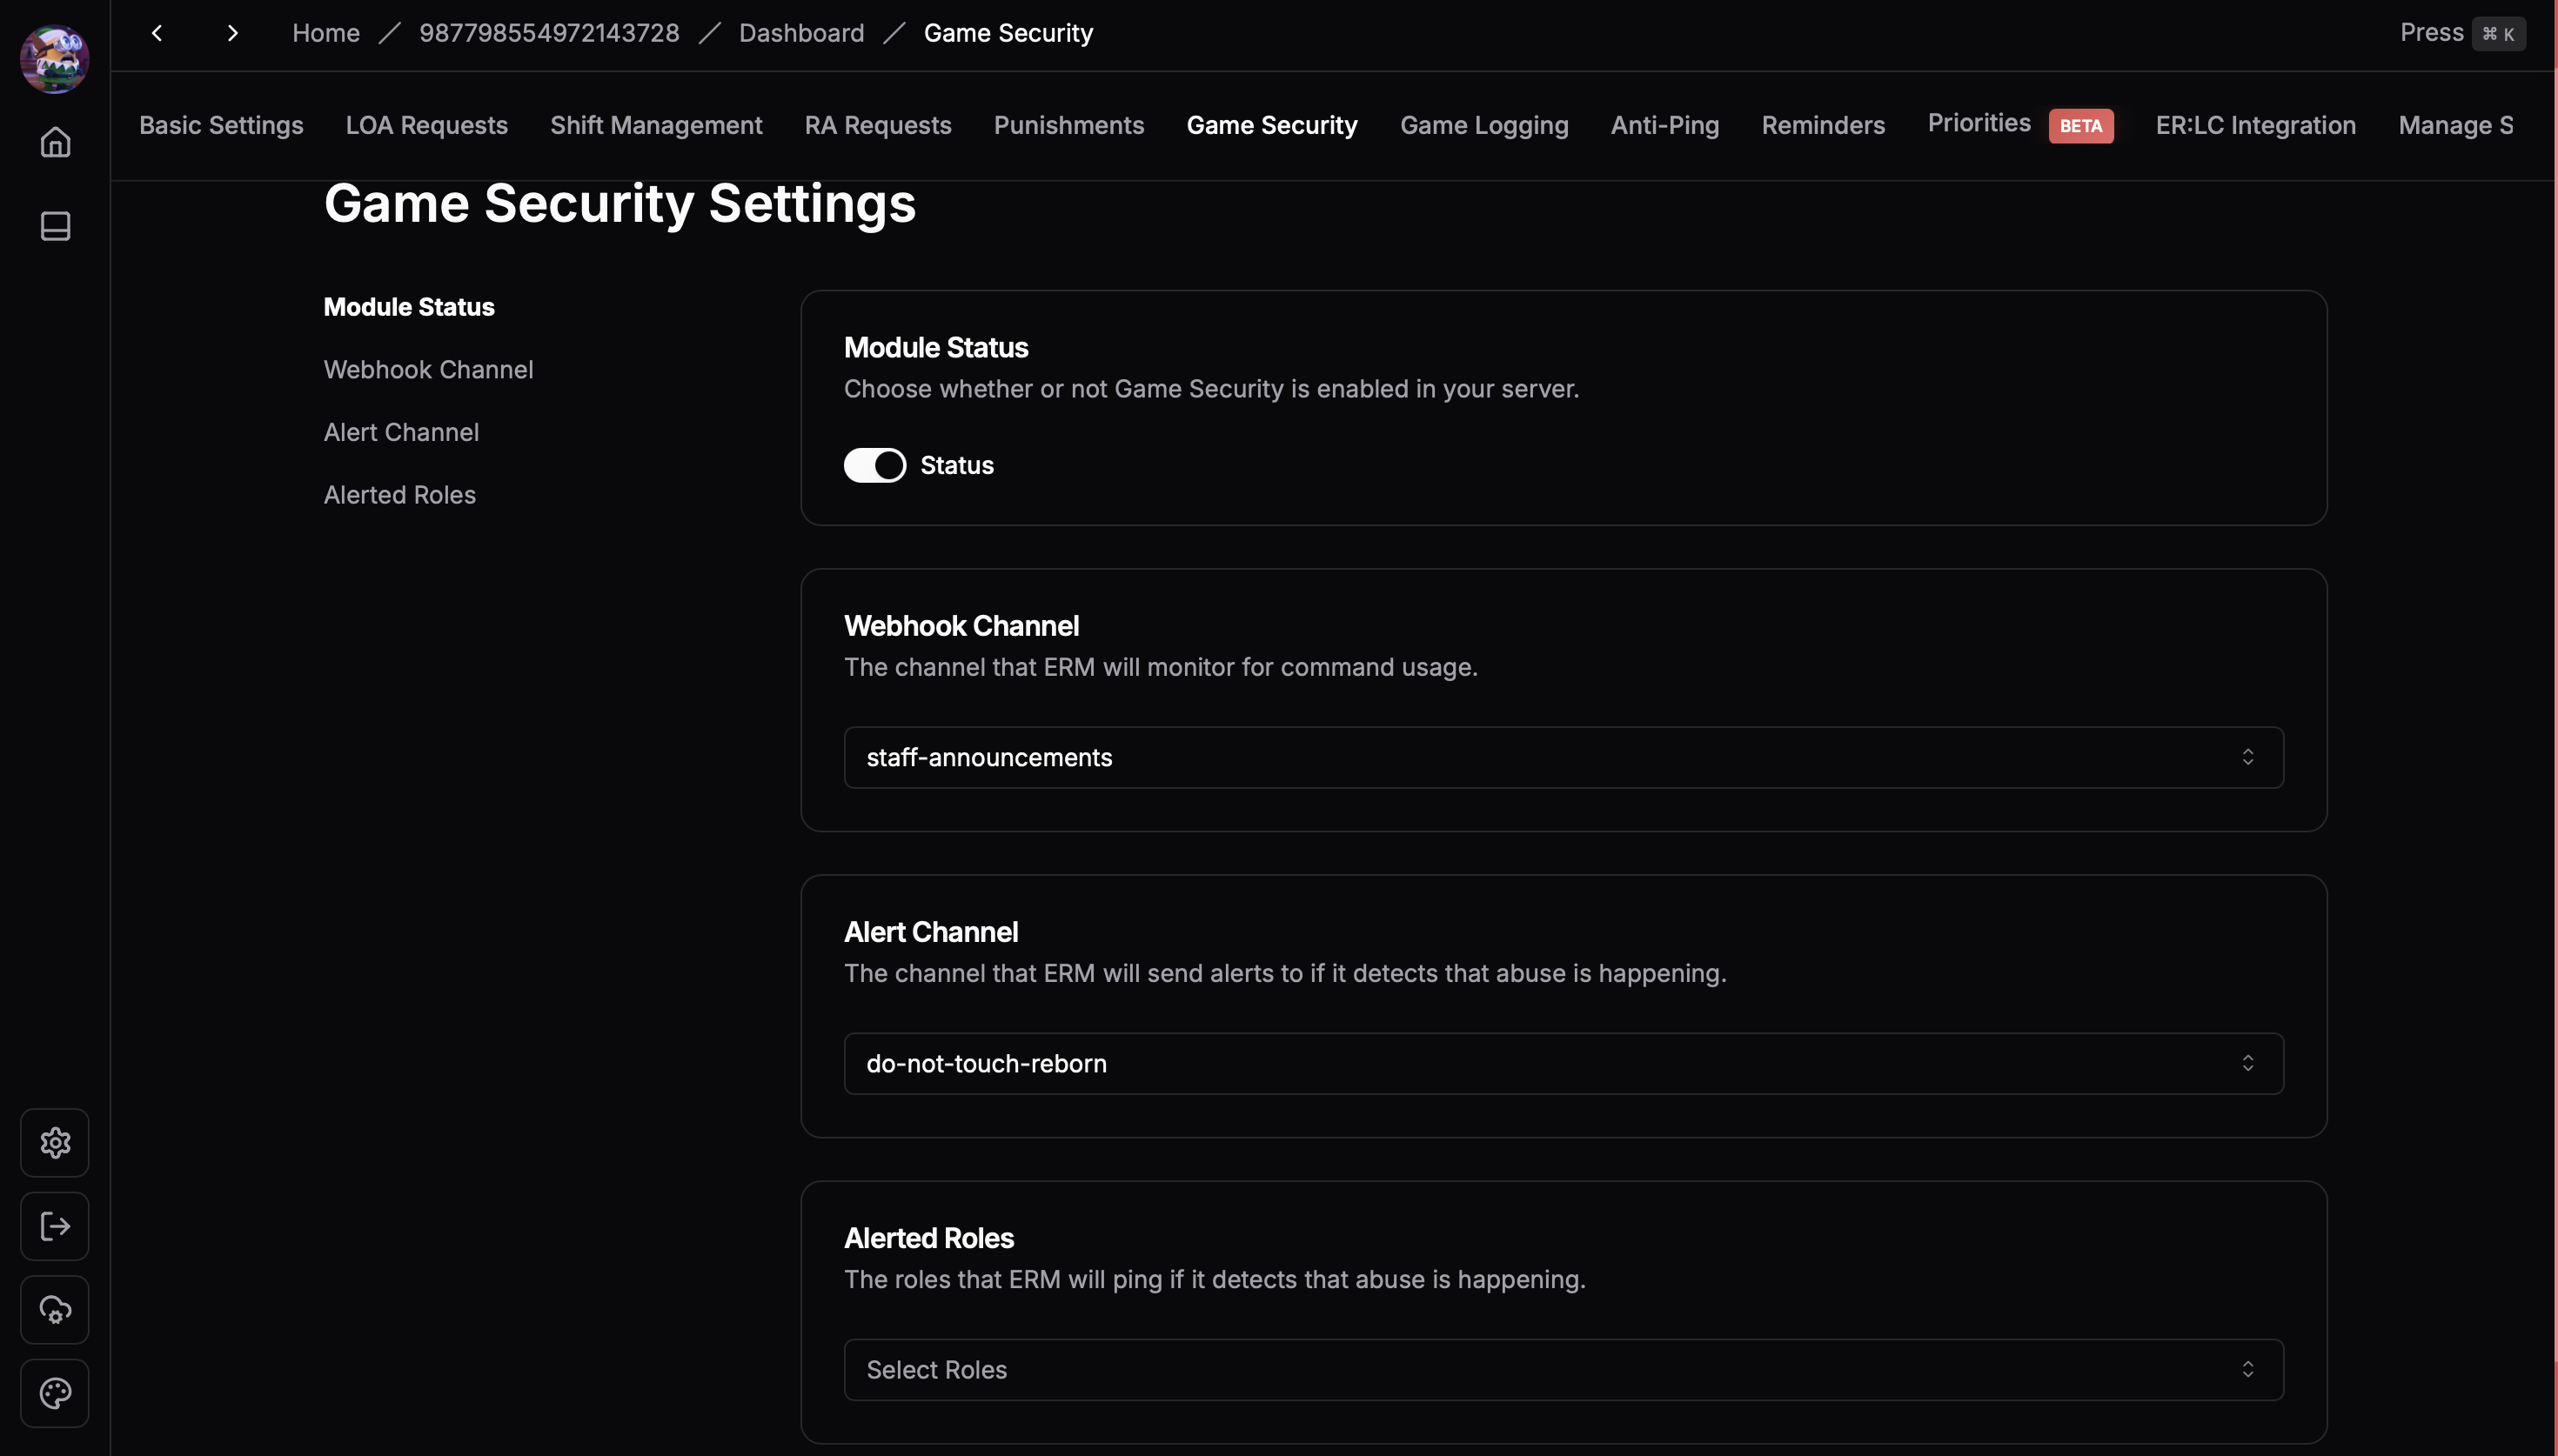 Home / 987798554972143728 / Dashboard / Game Security
Press ⌘ K
Basic Settings LOA Requests Shift Management RA Requests Punishments Game Security Game Logging Anti-Ping Reminders Priorities BETA ER:LC Integration Manage S
Game Security Settings
Module Status
Webhook Channel
Alert Channel
Alerted Roles
Module Status
Choose whether or not Game Security is enabled in your server.
Status
Webhook Channel
The channel that ERM will monitor for command usage.
staff-announcements
Alert Channel
The channel that ERM will send alerts to if it detects that abuse is happening.
do-not-touch-reborn
Alerted Roles
The roles that ERM will ping if it detects that abuse is happening.
Select Roles